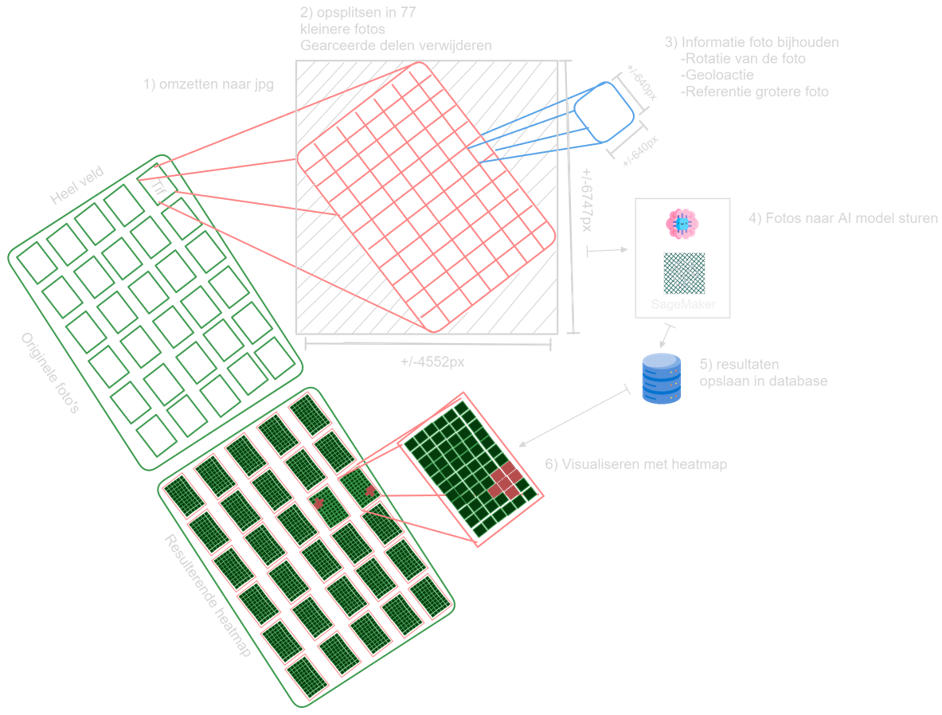 2) opsplitsen in 77
kleinere fotos
Gearceerde delen verwijderen
3) Informatie foto bijhouden
-Rotatie van de foto
-Geoloactie
-Referentie grotere foto
1) omzetten naar jpg
+/-640px
+/-640px
Heel veld
Tif
+/-6747px
4) Fotos naar AI model sturen
SageMaker
Originele foto's
+/-4552px
5) resultaten
opslaan in database
6) Visualiseren met heatmap
Resulterende heatmap